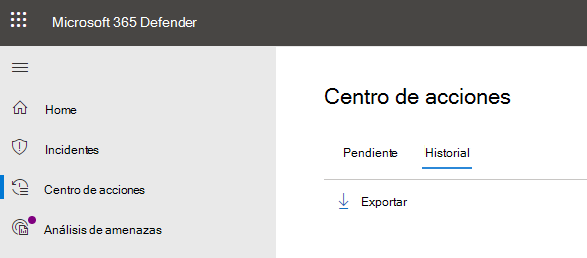 Microsoft 365 Defender
Home
Incidentes
Centro de acciones
Análisis de amenazas
Centro de acciones
Pendiente Historial
Exportar